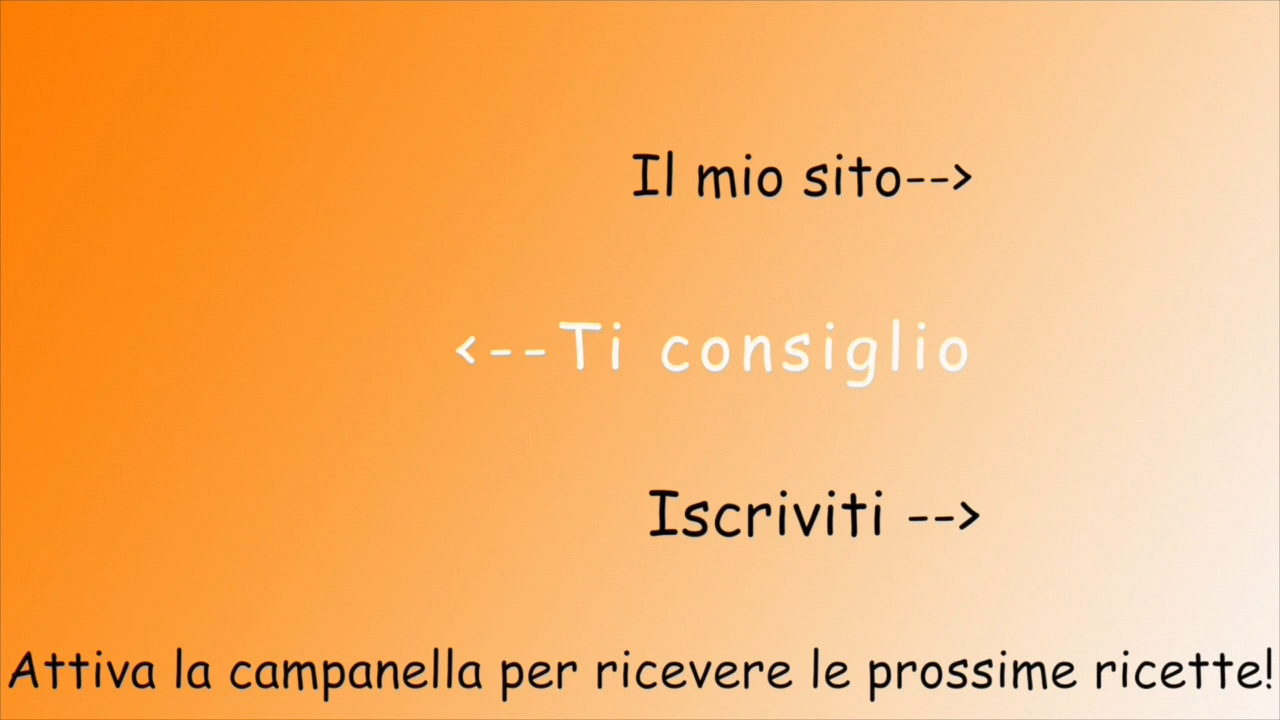 Il mio sito-->
<--Ti consiglio
Iscriviti -->
Attiva la campanella per ricevere le prossime ricette!